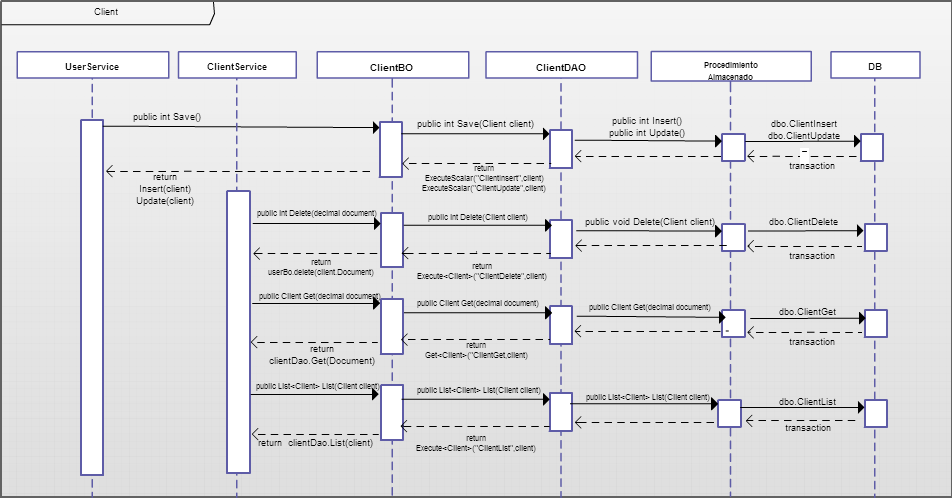 Client
UserService
ClientService
ClientBO
ClientDAO
Procedimiento
Almacenado
DB
public int Save()
public int Save(Client client)
public int Insert()
public int Update()
dbo.ClientInsert
dbo.ClientUpdate
transaction
return
ExecuteScalar("ClientInsert",client)
ExecuteScalar("ClientUpdate",client)
return
Insert(client)
Update(client)
public int Delete(decimal document)
public int Delete(Client client)
public void Delete(Client client)
dbo.ClientDelete
transaction
return
userBo.delete(client.Document)
return
Execute<Client>("ClientDelete",client)
public Client Get(decimal document)
public Client Get(decimal document)
public Client Get(decimal document)
dbo.ClientGet
transaction
return
clientDao.Get(Document)
return
Get<Client>("ClientGet,client)
public List<Client> List(Client client)
public List<Client> List(Client client)
public List<Client> List(Client client)
dbo.ClientList
transaction
return clientDao.List(client)
return
Execute<Client>("ClientList",client)